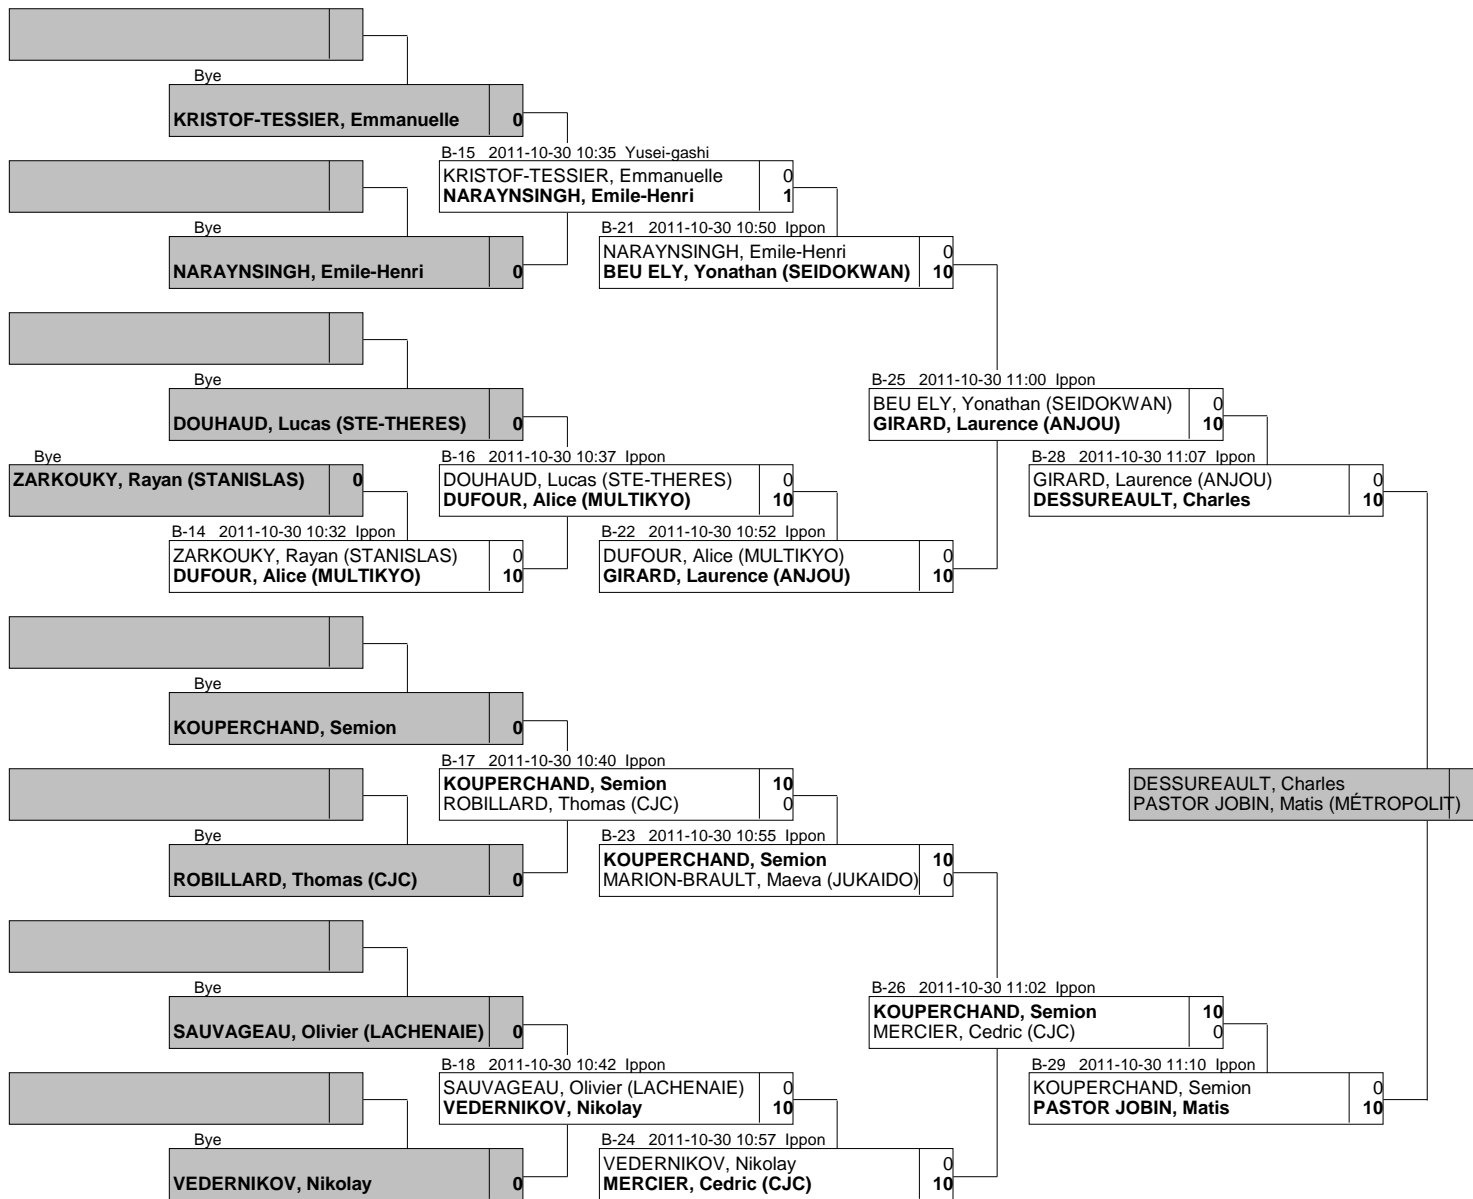 Bye
KRISTOF-TESSIER, Emmanuelle 0
B-15 2011-10-30 10:35 Yusei-gashi
KRISTOF-TESSIER, Emmanuelle 0
NARAYNSINGH, Emile-Henri 1
Bye
NARAYNSINGH, Emile-Henri 0
B-21 2011-10-30 10:50 Ippon
NARAYNSINGH, Emile-Henri 0
BEU ELY, Yonathan (SEIDOKWAN) 10
Bye
DOUHAUD, Lucas (STE-THERES) 0
B-25 2011-10-30 11:00 Ippon
BEU ELY, Yonathan (SEIDOKWAN) 0
GIRARD, Laurence (ANJOU) 10
Bye
ZARKOUKY, Rayan (STANISLAS) 0
B-16 2011-10-30 10:37 Ippon
DOUHAUD, Lucas (STE-THERES) 0
DUFOUR, Alice (MULTIKYO) 10
B-28 2011-10-30 11:07 Ippon
GIRARD, Laurence (ANJOU) 0
DESSUREAULT, Charles 10
B-14 2011-10-30 10:32 Ippon
ZARKOUKY, Rayan (STANISLAS) 0
DUFOUR, Alice (MULTIKYO) 10
B-22 2011-10-30 10:52 Ippon
DUFOUR, Alice (MULTIKYO) 0
GIRARD, Laurence (ANJOU) 10
Bye
KOUPERCHAND, Semion 0
B-17 2011-10-30 10:40 Ippon
KOUPERCHAND, Semion 10
ROBILLARD, Thomas (CJC) 0
DESSUREAULT, Charles
PASTOR JOBIN, Matis (MÉTROPOLIT)
Bye
ROBILLARD, Thomas (CJC) 0
B-23 2011-10-30 10:55 Ippon
KOUPERCHAND, Semion 10
MARION-BRAULT, Maeva (JUKAIDO) 0
Bye
SAUVAGEAU, Olivier (LACHENAIE) 0
B-26 2011-10-30 11:02 Ippon
KOUPERCHAND, Semion 10
MERCIER, Cedric (CJC) 0
B-18 2011-10-30 10:42 Ippon
SAUVAGEAU, Olivier (LACHENAIE) 0
VEDERNIKOV, Nikolay 10
B-29 2011-10-30 11:10 Ippon
KOUPERCHAND, Semion 0
PASTOR JOBIN, Matis 10
Bye
VEDERNIKOV, Nikolay 0
B-24 2011-10-30 10:57 Ippon
VEDERNIKOV, Nikolay 0
MERCIER, Cedric (CJC) 10